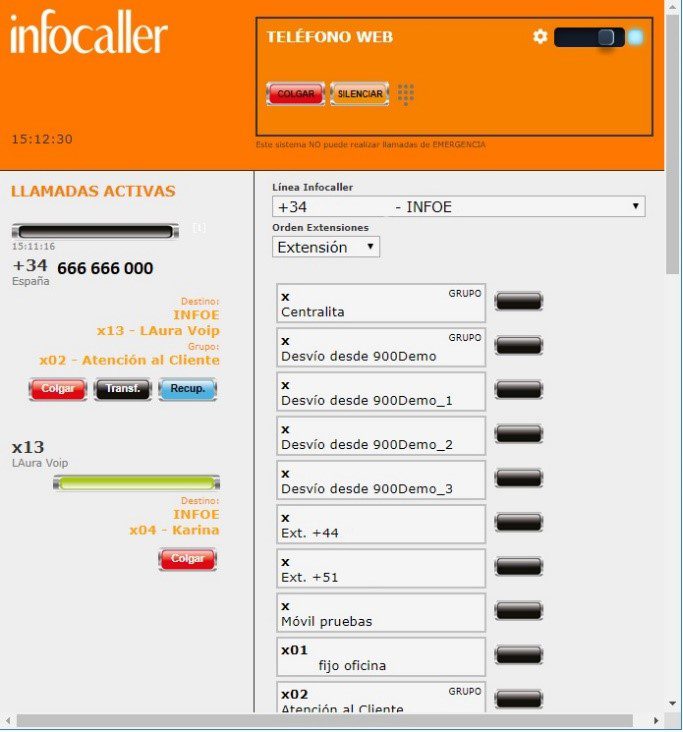 infocaller
TELÉFONO WEB
COLGAR
SILENCIAR
15:12:30
Este sistema NO puede realizar llamadas de EMERGENCIA
LLAMADAS ACTIVAS
[1]
15:11:16
+34 666 666 000
España
Destino:
INFOE
x13 - LAura Voip
Grupo:
x02 - Atención al Cliente
Colgar
Transf.
Recup.
x13
LAura Voip
Destino:
INFOE
x04 - Karina
Colgar
Línea Infocaller
+34 - INFOE
Orden Extensiones
Extensión
x GRUPO
Centralita
x GRUPO
Desvío desde 900Demo
x
Desvío desde 900Demo_1
x
Desvío desde 900Demo_2
x
Desvío desde 900Demo_3
x
Ext. +44
x
Ext. +51
x
Móvil pruebas
x01
fijo oficina
x02 GRUPO
Atención al Cliente